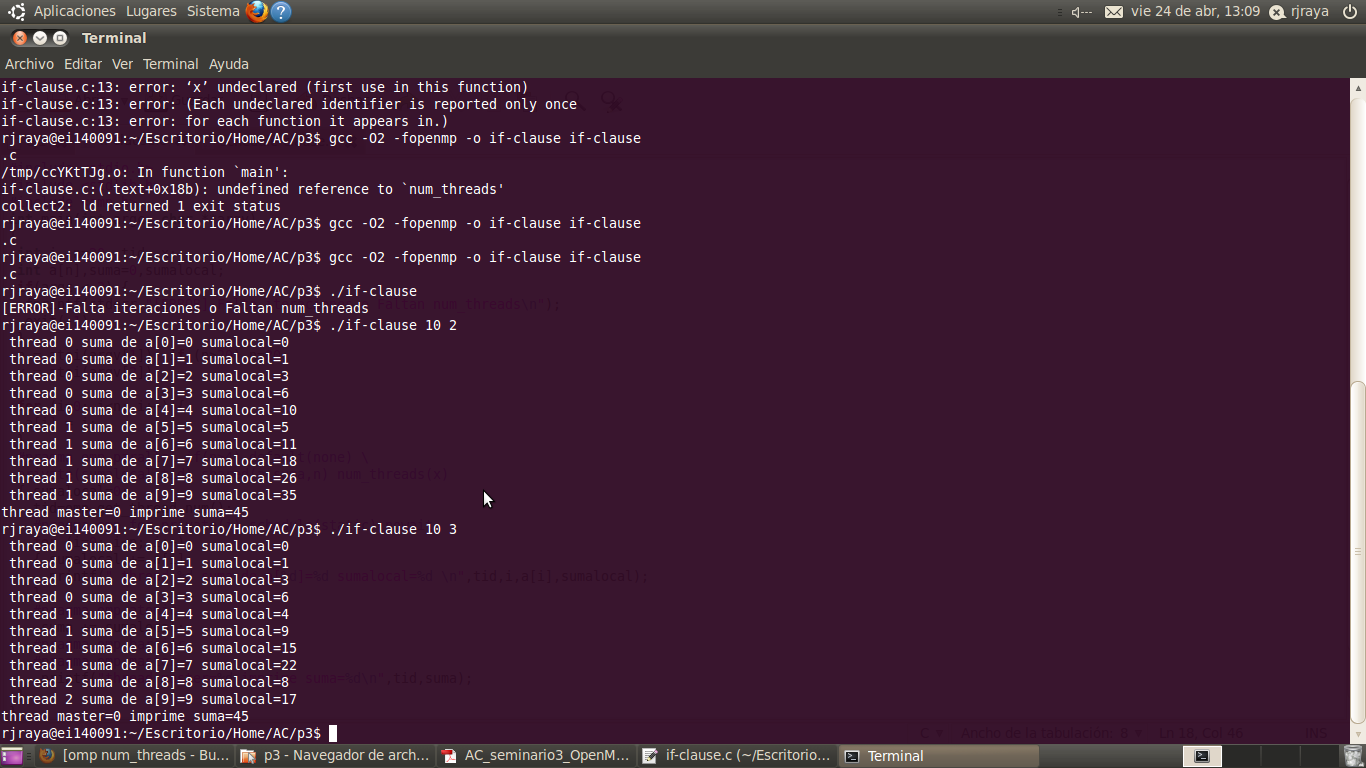 Aplicaciones Lugares Sistema vie 24 de abr, 13:09 rjraya
Terminal
Archivo Editar Ver Terminal Ayuda
if-clause.c:13: error: ‘x’ undeclared (first use in this function)
if-clause.c:13: error: (Each undeclared identifier is reported only once
if-clause.c:13: error: for each function it appears in.)
rjraya@ei140091:~/Escritorio/Home/AC/p3$ gcc -O2 -fopenmp -o if-clause if-clause
.c
/tmp/ccYKtTJg.o: In function `main':
if-clause.c:(.text+0x18b): undefined reference to `num_threads'
collect2: ld returned 1 exit status
rjraya@ei140091:~/Escritorio/Home/AC/p3$ gcc -O2 -fopenmp -o if-clause if-clause
.c
rjraya@ei140091:~/Escritorio/Home/AC/p3$ gcc -O2 -fopenmp -o if-clause if-clause
.c
rjraya@ei140091:~/Escritorio/Home/AC/p3$ ./if-clause
[ERROR]-Falta iteraciones o Faltan num_threads
rjraya@ei140091:~/Escritorio/Home/AC/p3$ ./if-clause 10 2
thread 0 suma de a[0]=0 sumalocal=0
thread 0 suma de a[1]=1 sumalocal=1
thread 0 suma de a[2]=2 sumalocal=3
thread 0 suma de a[3]=3 sumalocal=6
thread 0 suma de a[4]=4 sumalocal=10
thread 1 suma de a[5]=5 sumalocal=5
thread 1 suma de a[6]=6 sumalocal=11
thread 1 suma de a[7]=7 sumalocal=18
thread 1 suma de a[8]=8 sumalocal=26
thread 1 suma de a[9]=9 sumalocal=35
thread master=0 imprime suma=45
rjraya@ei140091:~/Escritorio/Home/AC/p3$ ./if-clause 10 3
thread 0 suma de a[0]=0 sumalocal=0
thread 0 suma de a[1]=1 sumalocal=1
thread 0 suma de a[2]=2 sumalocal=3
thread 0 suma de a[3]=3 sumalocal=6
thread 1 suma de a[4]=4 sumalocal=4
thread 1 suma de a[5]=5 sumalocal=9
thread 1 suma de a[6]=6 sumalocal=15
thread 1 suma de a[7]=7 sumalocal=22
thread 2 suma de a[8]=8 sumalocal=8
thread 2 suma de a[9]=9 sumalocal=17
thread master=0 imprime suma=45
rjraya@ei140091:~/Escritorio/Home/AC/p3$
C Ancho de la tabulación: 8 Ln 18, Col 46 INS
[omp num_threads - Bu... p3 - Navegador de arch... AC_seminario3_OpenM... if-clause.c (~/Escritorio... Terminal